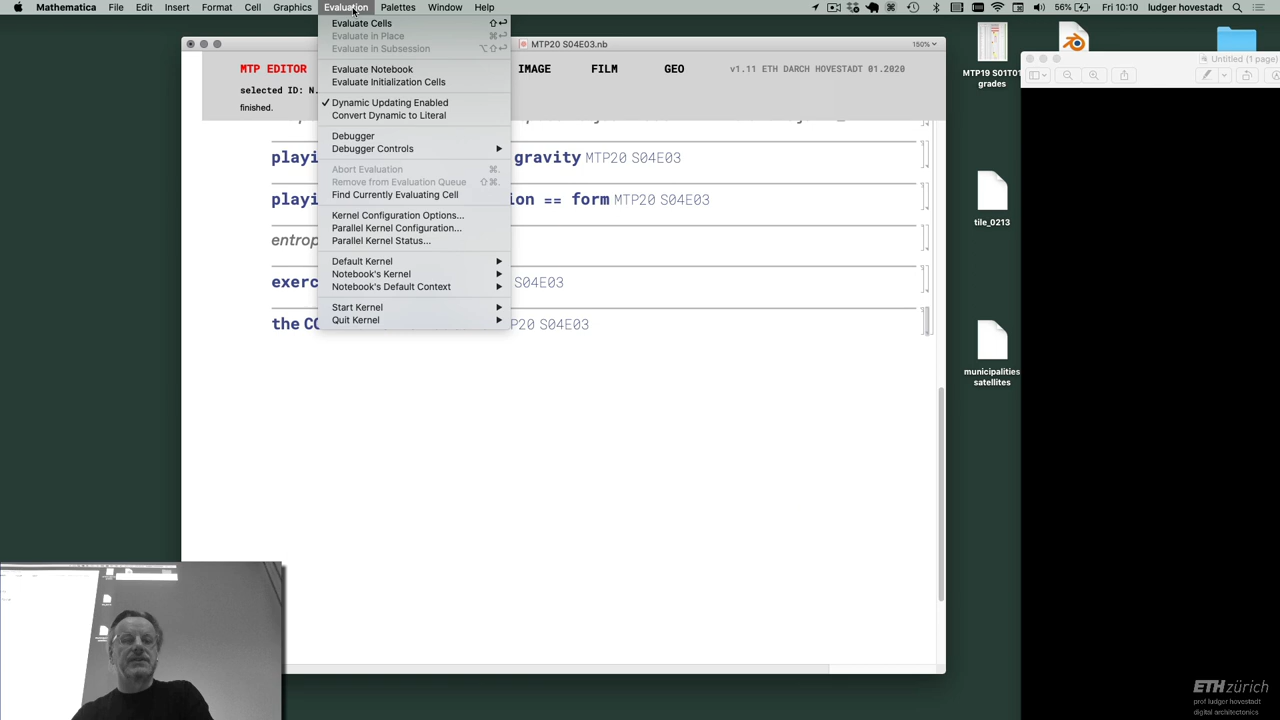 Mathematica File Edit Insert Format Cell Graphics Evaluation Palettes Window Help
56% Fri 10:10 ludger hovestadt
MTP20 S04E03.nb
150%
MTP EDITOR IMAGE FILM GEO v1.11 ETH DARCH HOVESTADT 01.2020
selected ID: N.
finished.
Evaluate Cells ⇧↩
Evaluate in Place ⌘↩
Evaluate in Subsession ⌥⇧↩
Evaluate Notebook
Evaluate Initialization Cells
✓ Dynamic Updating Enabled
Convert Dynamic to Literal
Debugger
Debugger Controls
Abort Evaluation ⌘.
Remove from Evaluation Queue ⇧⌘.
Find Currently Evaluating Cell
Kernel Configuration Options...
Parallel Kernel Configuration...
Parallel Kernel Status...
Default Kernel
Notebook's Kernel
Notebook's Default Context
Start Kernel
Quit Kernel
playi gravity MTP20 S04E03
playi on == form MTP20 S04E03
entrop
exerc S04E03
the CO P20 S04E03
MTP19 S01T01
grades
tile_0213
municipalities
satellites
Untitled (1 page)
ETH zürich
prof ludger hovestadt
digital architectonics